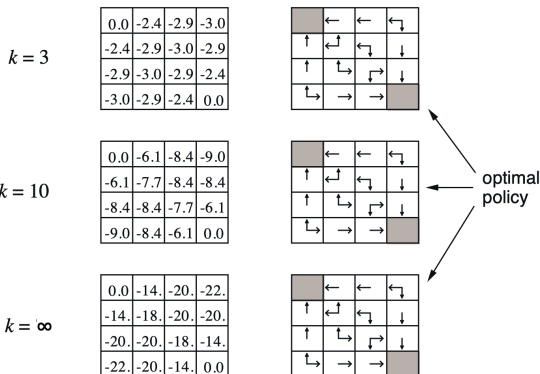 0.0 -2.4 -2.9 -3.0
k = 3
-2.4 -2.9 -3.0 -2.9
-2.9 -3.0 -2.9 -2.4
-3.0 -2.9 -2.4 0.0
0.0 -6.1 -8.4 -9.0
k = 10
-6.1 -7.7 -8.4 -8.4
-8.4 -8.4 -7.7 -6.1
-9.0 -8.4 -6.1 0.0
optimal
policy
0.0 -14. -20. -22.
k = ∞
-14. -18. -20. -20.
-20. -20. -18. -14.
-22. -20. -14. 0.0